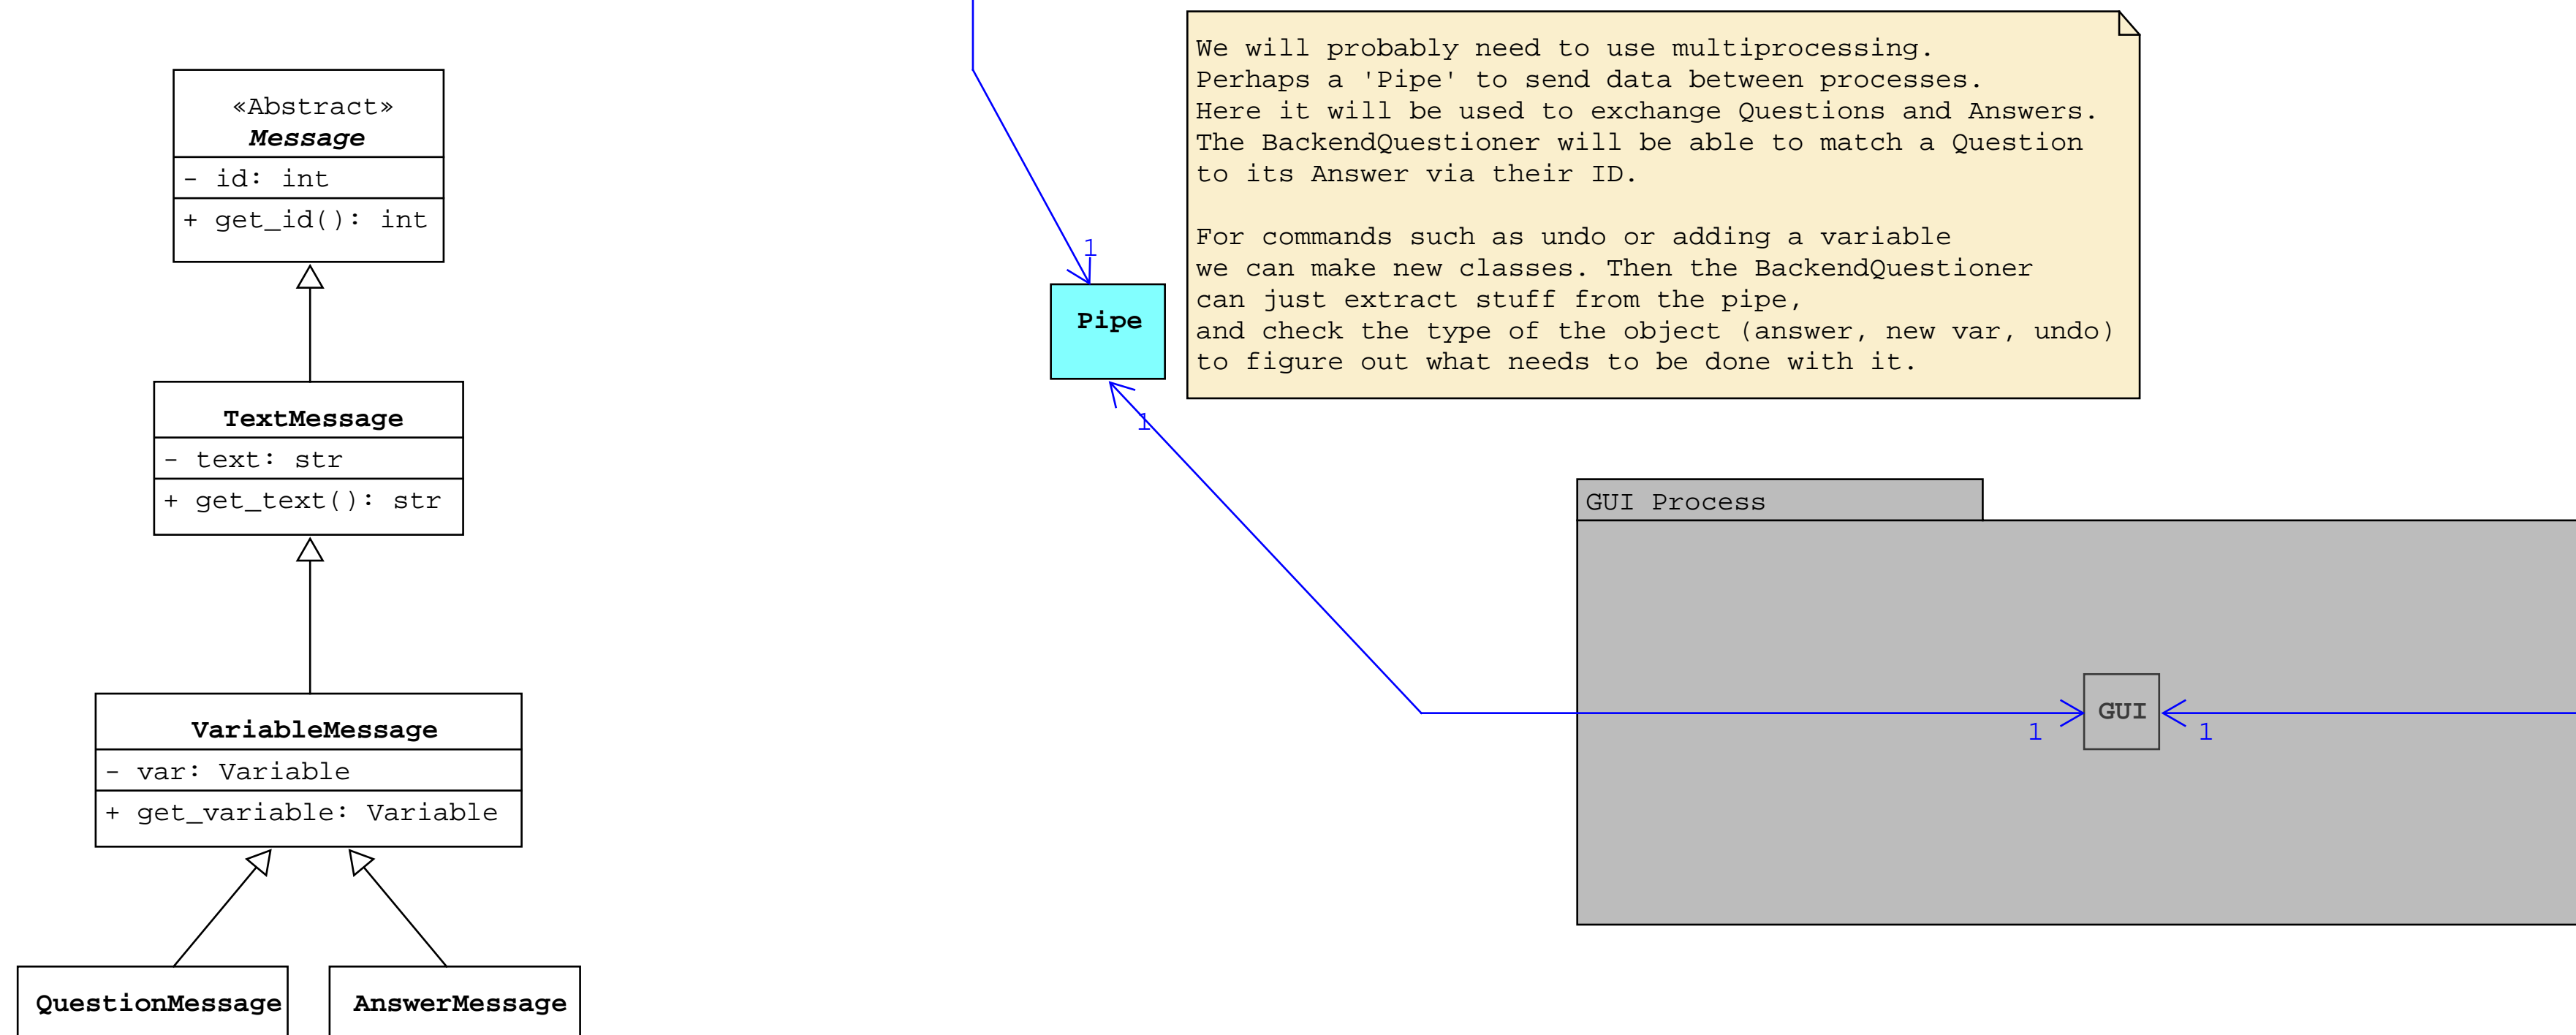 «Abstract»
Message
- id: int
+ get_id(): int
TextMessage
- text: str
+ get_text(): str
VariableMessage
- var: Variable
+ get_variable: Variable
QuestionMessage
AnswerMessage
1
Pipe
1
We will probably need to use multiprocessing.
Perhaps a 'Pipe' to send data between processes.
Here it will be used to exchange Questions and Answers.
The BackendQuestioner will be able to match a Question
to its Answer via their ID.
For commands such as undo or adding a variable
we can make new classes. Then the BackendQuestioner
can just extract stuff from the pipe,
and check the type of the object (answer, new var, undo)
to figure out what needs to be done with it.
GUI Process
1
GUI
1